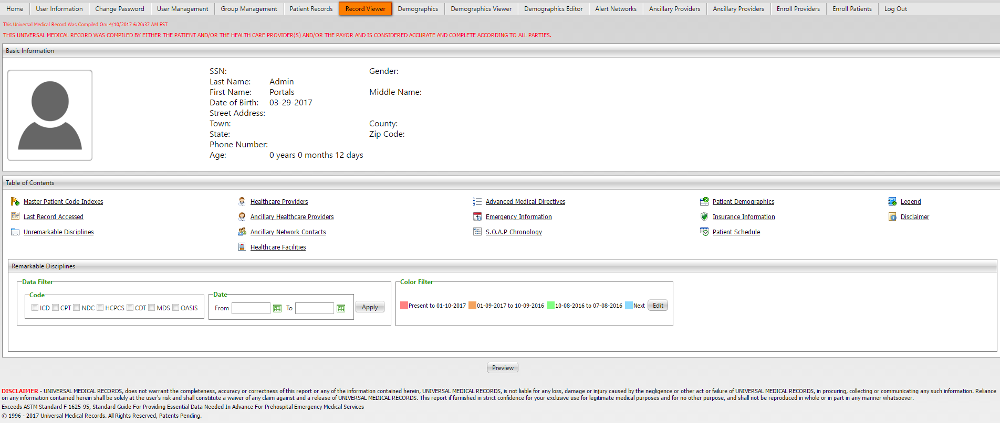 Home User Information Change Password User Management Group Management Patient Records Record Viewer Demographics Demographics Viewer Demographics Editor Alert Networks Ancillary Providers Ancillary Providers Enroll Providers Enroll Patients Log Out
This Universal Medical Record Was Compiled On: 4/10/2017 6:20:37 AM EST
THIS UNIVERSAL MEDICAL RECORD WAS COMPILED BY EITHER THE PATIENT AND/OR THE HEALTH CARE PROVIDER(S) AND/OR THE PAYOR AND IS CONSIDERED ACCURATE AND COMPLETE ACCORDING TO ALL PARTIES.
Basic Information
SSN: Gender:
Last Name: Admin
First Name: Portals Middle Name:
Date of Birth: 03-29-2017
Street Address:
Town: County:
State: Zip Code:
Phone Number:
Age: 0 years 0 months 12 days
Table of Contents
Master Patient Code Indexes Healthcare Providers Advanced Medical Directives Patient Demographics Legend
Last Record Accessed Ancillary Healthcare Providers Emergency Information Insurance Information Disclaimer
Unremarkable Disciplines Ancillary Network Contacts S.O.A.P Chronology Patient Schedule
Healthcare Facilities
Remarkable Disciplines
Data Filter Color Filter
Code Date
ICD CPT NDC HCPCS CDT MDS OASIS From To Apply Present to 01-10-2017 01-09-2017 to 10-09-2016 10-08-2016 to 07-08-2016 Next Edit
Preview
DISCLAIMER - UNIVERSAL MEDICAL RECORDS, does not warrant the completeness, accuracy or correctness of this report or any of the information contained herein, UNIVERSAL MEDICAL RECORDS, is not liable for any loss, damage or injury caused by the negligence or other act or failure of UNIVERSAL MEDICAL RECORDS, in procuring, collecting or communicating any such information. Reliance
on any information contained herein shall be solely at the user's risk and shall constitute a waiver of any claim against and a release of UNIVERSAL MEDICAL RECORDS. This report if furnished in strict confidence for your exclusive use for legitimate medical purposes and for no other purpose, and shall not be reproduced in whole or in part in any manner whatsoever.
Exceeds ASTM Standard F 1625-95, Standard Guide For Providing Essential Data Needed In Advance For Prehospital Emergency Medical Services
© 1996 - 2017 Universal Medical Records. All Rights Reserved, Patents Pending.